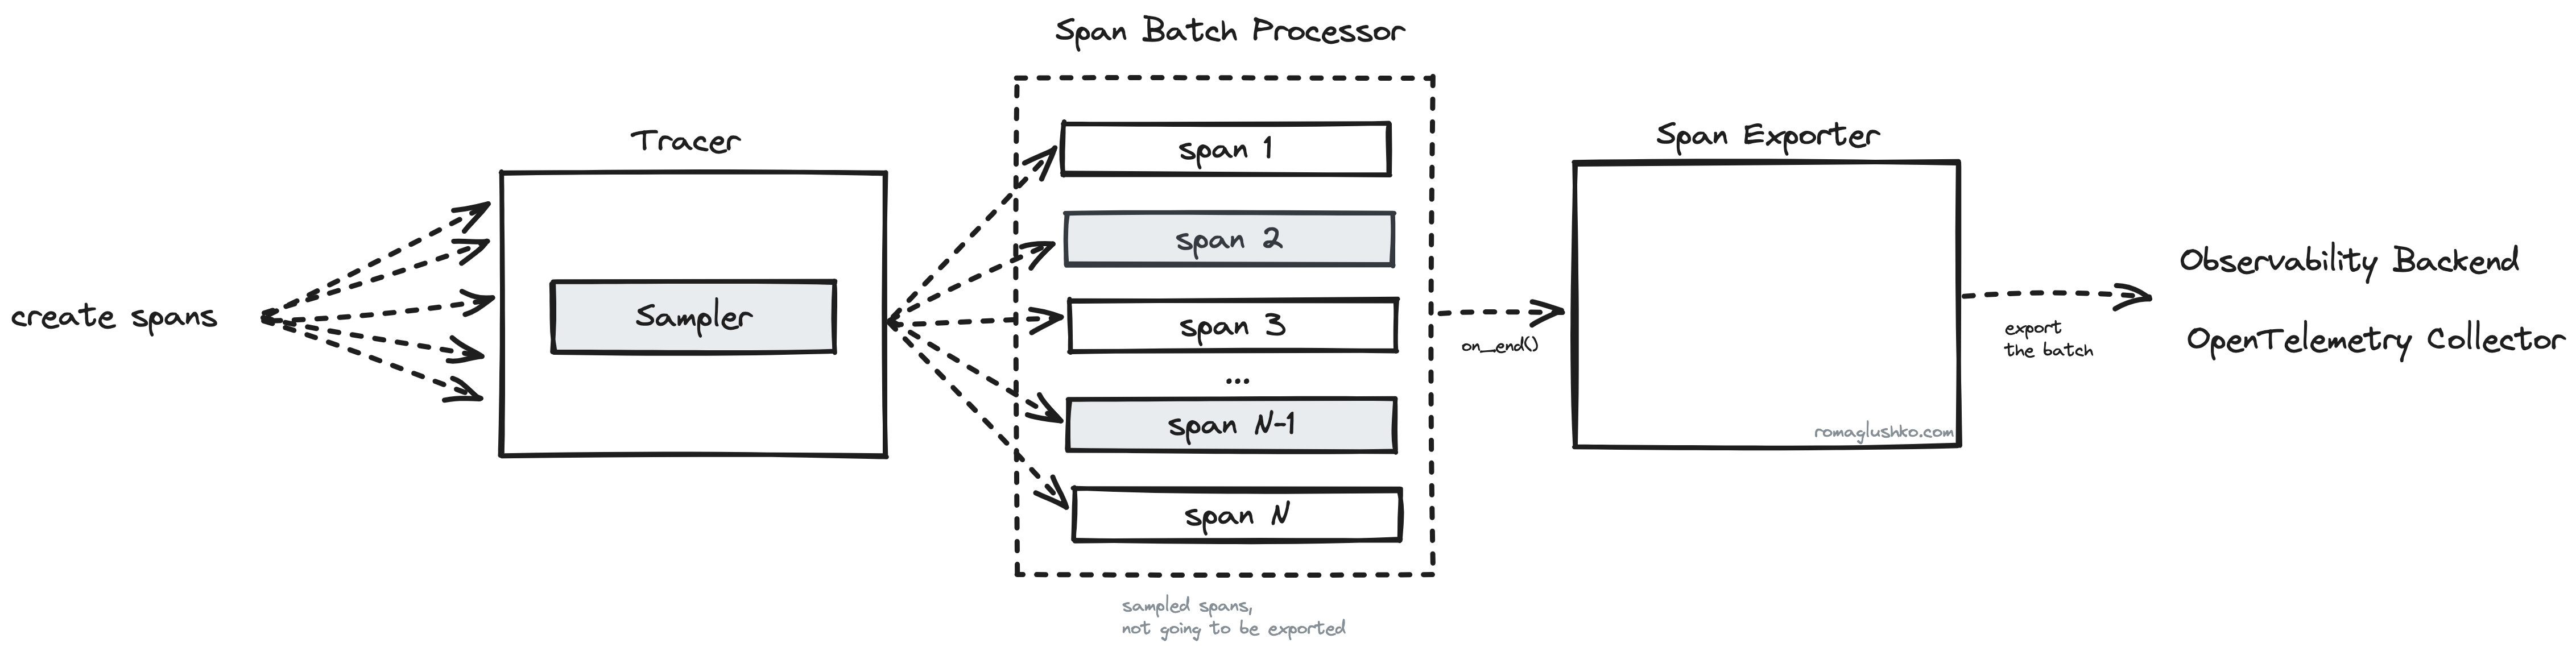 Span Batch Processor
Tracer
Span Exporter
create spans
Sampler
span 1
span 2
span 3
...
span N-1
span N
on_end()
export
the batch
Observability Backend
OpenTelemetry Collector
romaglushko.com
sampled spans,
not going to be exported